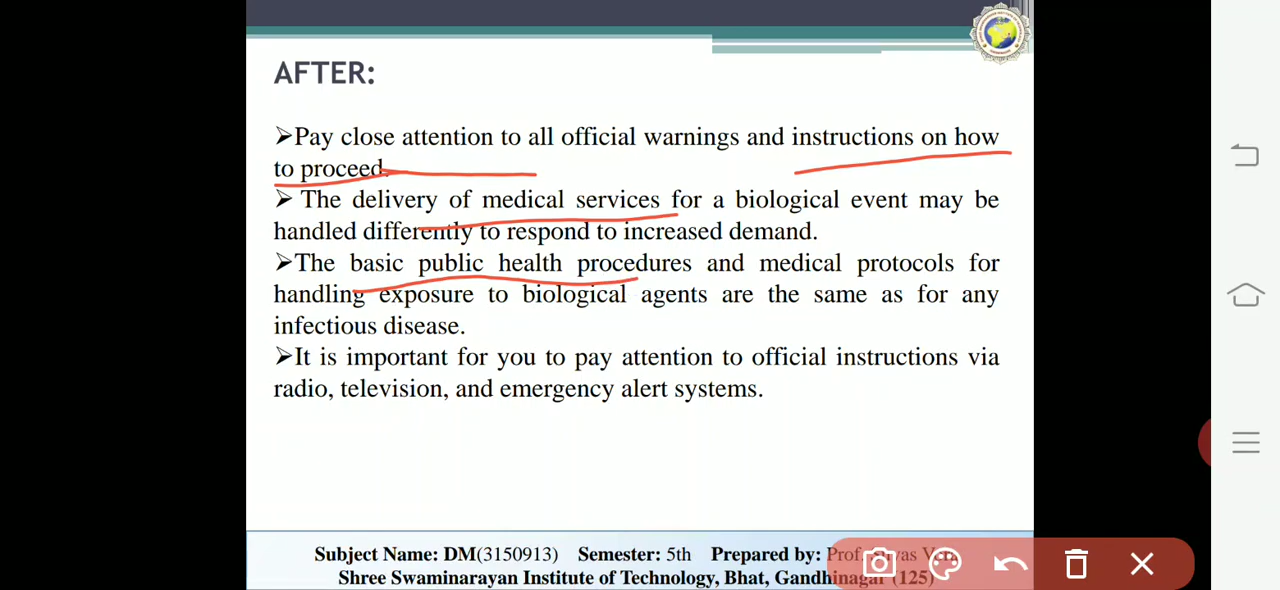 AFTER:
➢Pay close attention to all official warnings and instructions on how
to proceed.
➢ The delivery of medical services for a biological event may be
handled differently to respond to increased demand.
➢The basic public health procedures and medical protocols for
handling exposure to biological agents are the same as for any
infectious disease.
➢It is important for you to pay attention to official instructions via
radio, television, and emergency alert systems.
Subject Name: DM(3150913) Semester: 5th Prepared by: Prof.
Shree Swaminarayan Institute of Technology, Bhat, Gandhinagar (125)